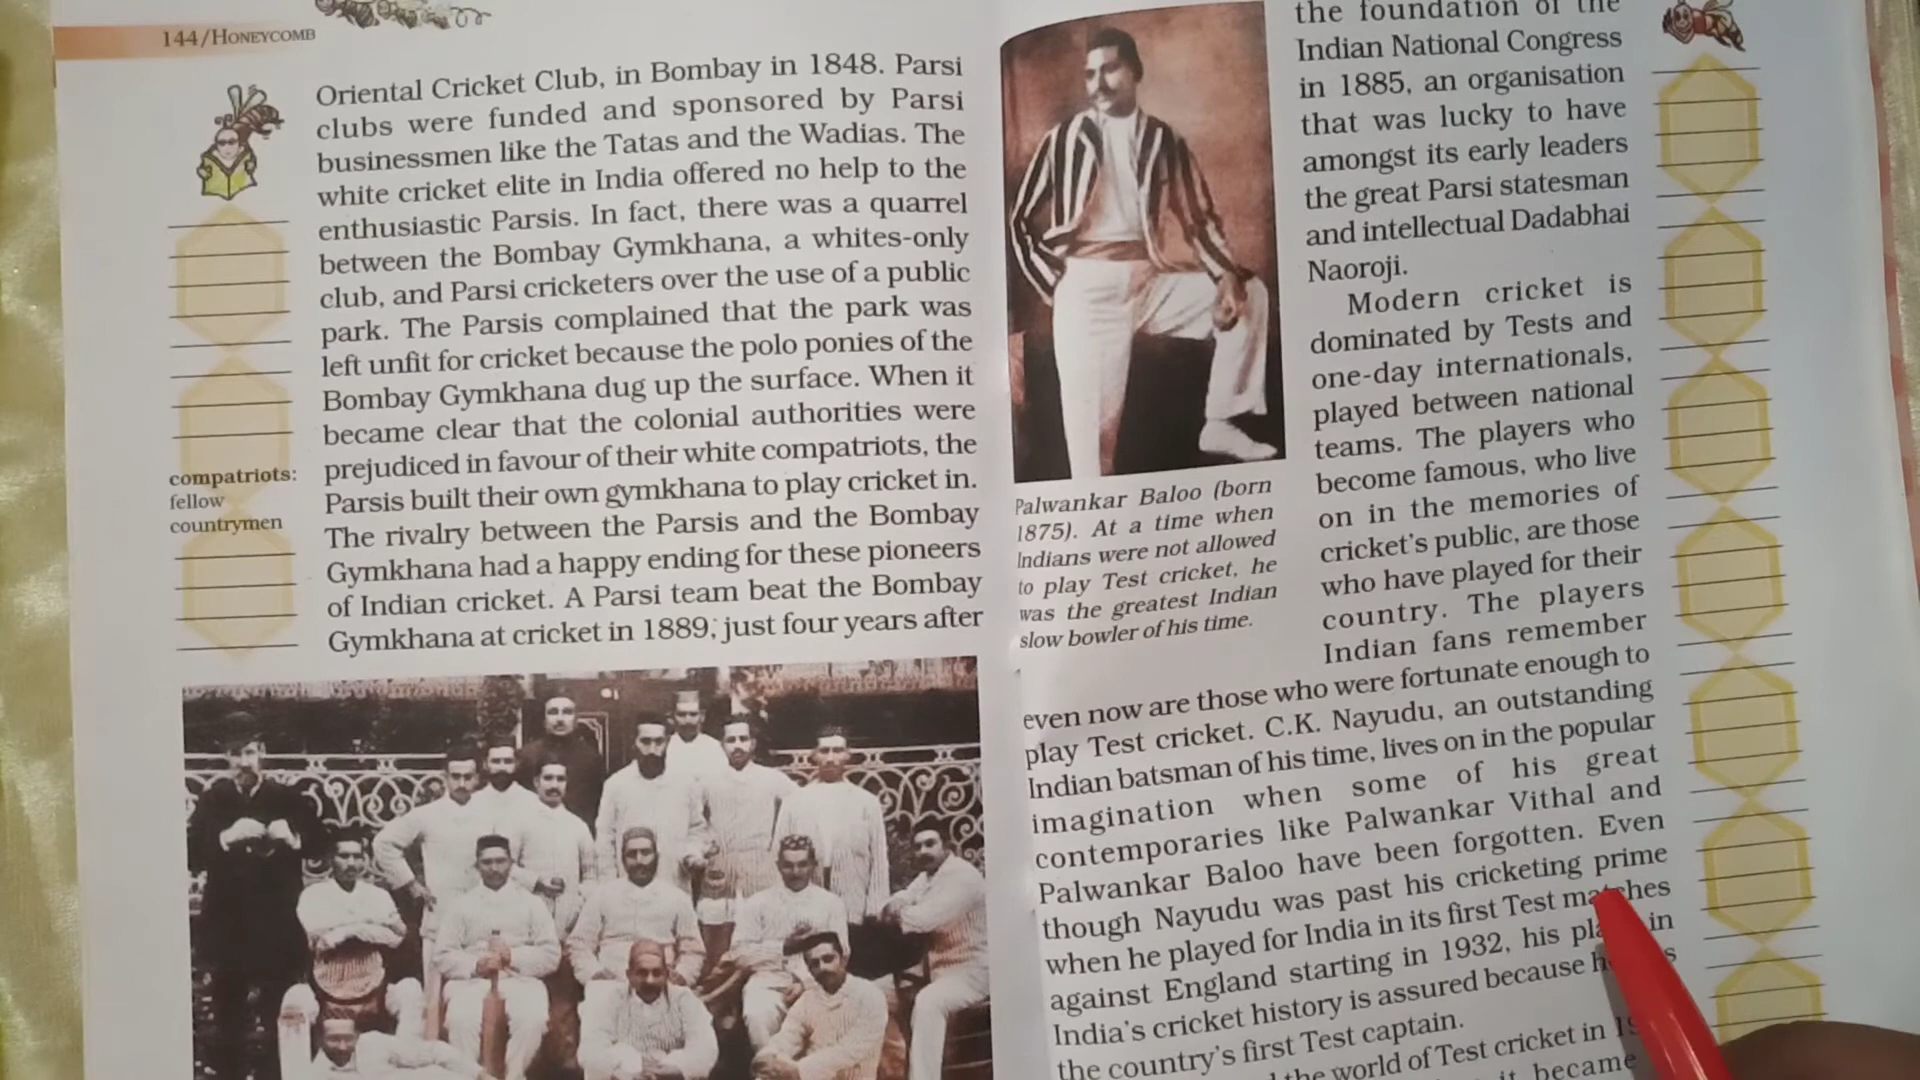 144/HONEYCOMB
Oriental Cricket Club, in Bombay in 1848. Parsi
clubs were funded and sponsored by Parsi
businessmen like the Tatas and the Wadias. The
white cricket elite in India offered no help to the
enthusiastic Parsis. In fact, there was a quarrel
between the Bombay Gymkhana, a whites-only
club, and Parsi cricketers over the use of a public
park. The Parsis complained that the park was
left unfit for cricket because the polo ponies of the
Bombay Gymkhana dug up the surface. When it
became clear that the colonial authorities were
prejudiced in favour of their white compatriots, the
Parsis built their own gymkhana to play cricket in.
The rivalry between the Parsis and the Bombay
Gymkhana had a happy ending for these pioneers
of Indian cricket. A Parsi team beat the Bombay
Gymkhana at cricket in 1889, just four years after
compatriots:
fellow
countrymen
the foundation of the
Indian National Congress
in 1885, an organisation
that was lucky to have
amongst its early leaders
the great Parsi statesman
and intellectual Dadabhai
Naoroji.
Modern cricket is
dominated by Tests and
one-day internationals,
played between national
teams. The players who
become famous, who live
on in the memories of
cricket's public, are those
who have played for their
country. The players
Indian fans remember
even now are those who were fortunate enough to
play Test cricket. C.K. Nayudu, an outstanding
Indian batsman of his time, lives on in the popular
imagination when some of his great
contemporaries like Palwankar Vithal and
Palwankar Baloo have been forgotten. Even
though Nayudu was past his cricketing prime
when he played for India in its first Test matches
against England starting in 1932, his in
India's cricket history is assured because
the country's first Test captain.
the world of Test cricket in
it became
Palwankar Baloo (born
1875). At a time when
Indians were not allowed
to play Test cricket, he
was the greatest Indian
slow bowler of his time.